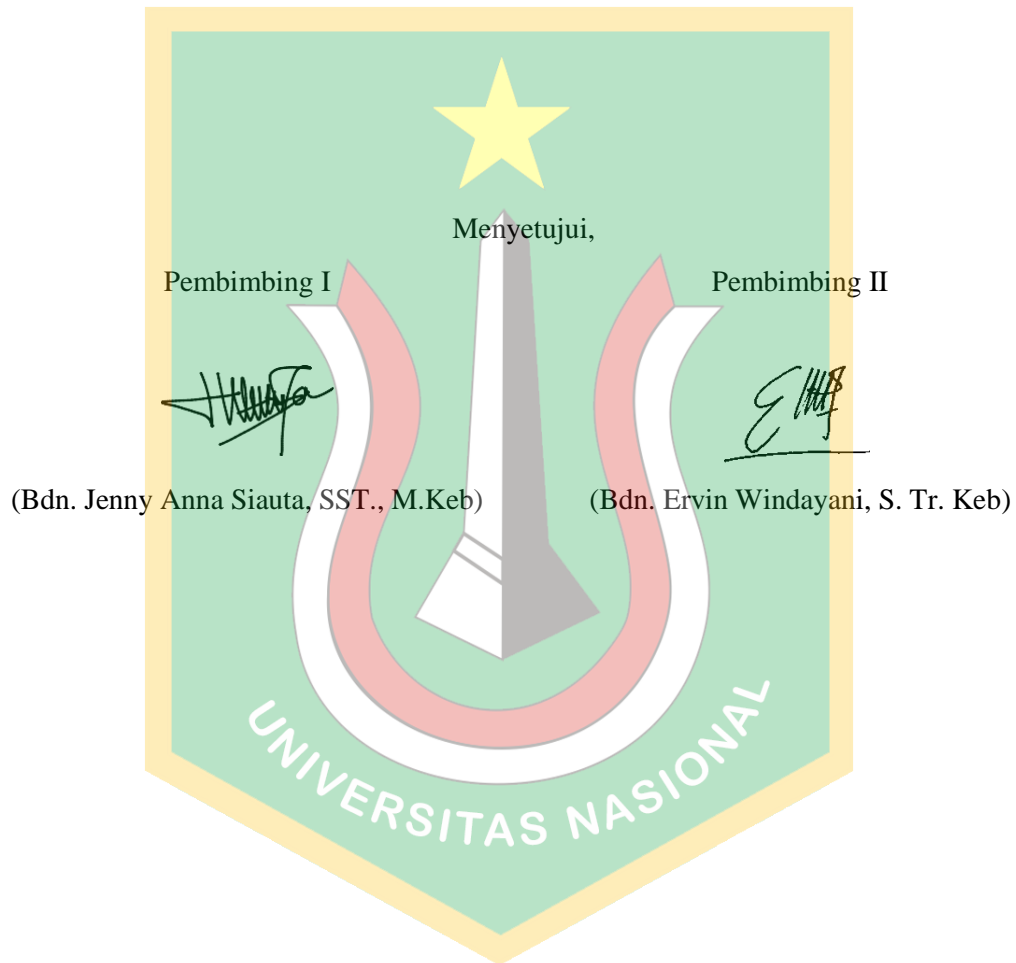 Menyetujui,
Pembimbing I Pembimbing II
(Bdn. Jenny Anna Siauta, SST., M.Keb) (Bdn. Ervin Windayani, S. Tr. Keb)
UNIVERSITAS NASIONAL